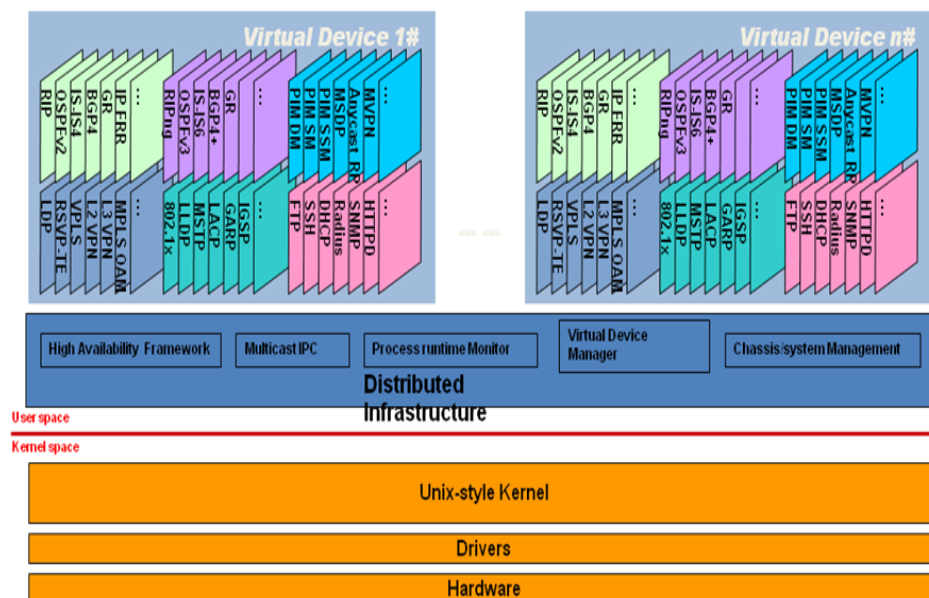 Virtual Device 1#
RIP
OSPFv2
IS-IS4
BGP4
GR
IP FRR
...
RIPng
OSPFv3
IS-IS6
BGP4+
GR
...
PIM DM
PIM SM
PIM SSM
MSDP
Anycast RP
MVPN
...
LDP
RSVP-TE
VPLS
L2 VPN
L3 VPN
MPLS OAM
...
802.1x
LLDP
MSTP
LACP
GARP
IGSP
...
FTP
SSH
DHCP
Radius
SNMP
HTTPD
...
Virtual Device n#
RIP
OSPFv2
IS-IS4
BGP4
GR
IP FRR
...
RIPng
OSPFv3
IS-IS6
BGP4+
GR
...
PIM DM
PIM SM
PIM SSM
MSDP
Anycast RP
MVPN
...
LDP
RSVP-TE
VPLS
L2 VPN
L3 VPN
MPLS OAM
...
802.1x
LLDP
MSTP
LACP
GARP
IGSP
...
FTP
SSH
DHCP
Radius
SNMP
HTTPD
...
High Availability Framework
Multicast IPC
Process runtime Monitor
Virtual Device
Manager
Chassis/system Management
Distributed
Infrastructure
User space
Kernel space
Unix-style Kernel
Drivers
Hardware